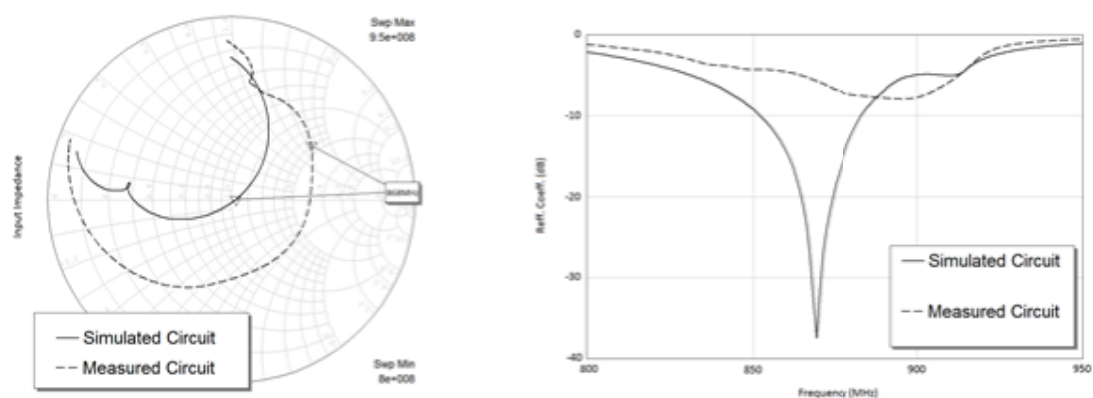 Swp Max
9.5e+008
Input Impedance
Simulated Circuit
Measured Circuit
Swp Min
8e+008
0
-10
-20
-30
-40
Refl. Coeff. (dB)
Simulated Circuit
Measured Circuit
800
850
900
950
Frequency (MHz)